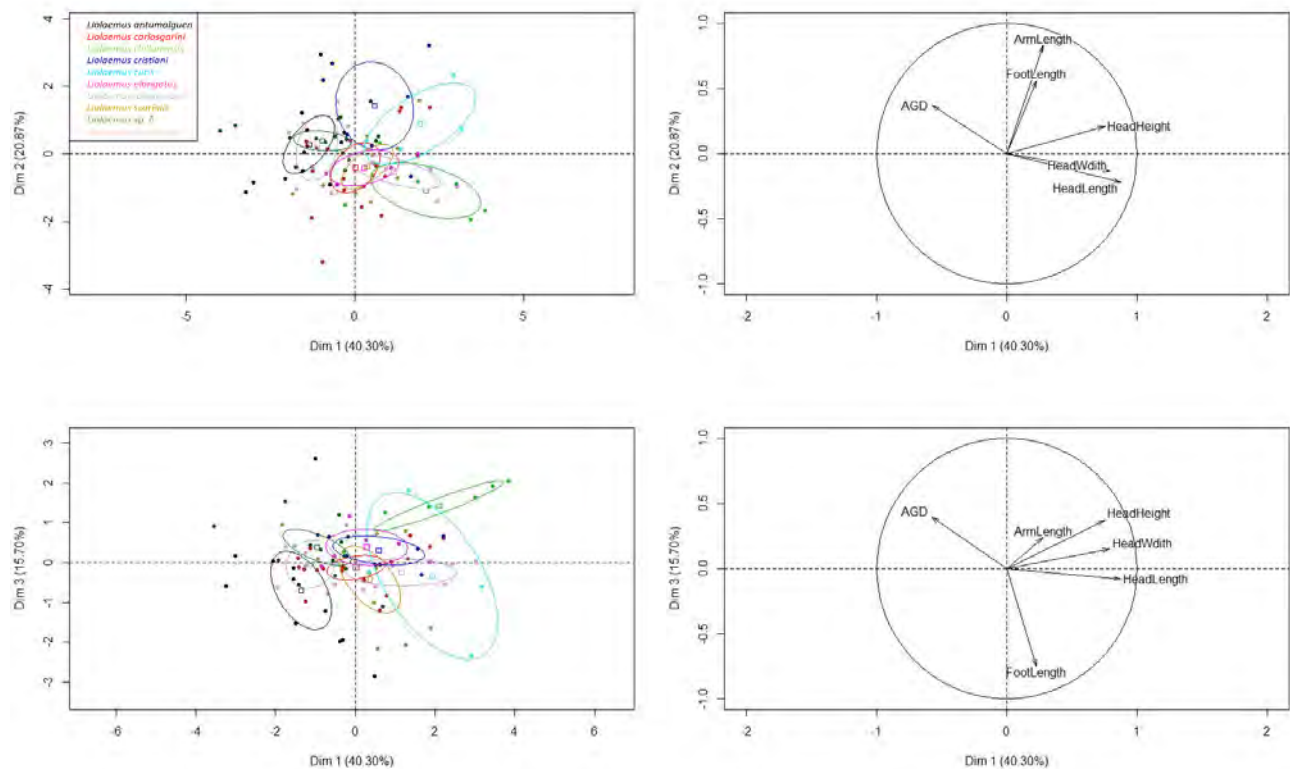 Liolaemus antumalguen
Liolaemus carlosgarini
Liolaemus chillanensis
Liolaemus cristiani
Liolaemus curis
Liolaemus elongatus
Liolaemus
Liolaemus sp. 6
Dim 2 (20.87%)
4
2
0
-2
-4
-5
0
5
Dim 1 (40.30%)
Dim 2 (20.87%)
1.0
0.5
0.0
-0.5
-1.0
ArmLength
FootLength
AGD
HeadHeight
HeadWdith
HeadLength
-2
-1
0
1
2
Dim 1 (40.30%)
Dim 3 (15.70%)
3
2
1
0
-1
-2
-3
-6
-4
-2
0
2
4
6
Dim 1 (40.30%)
Dim 3 (15.70%)
1.0
0.5
0.0
-0.5
-1.0
AGD
HeadHeight
ArmLength
HeadWdith
HeadLength
FootLength
-2
-1
0
1
2
Dim 1 (40.30%)